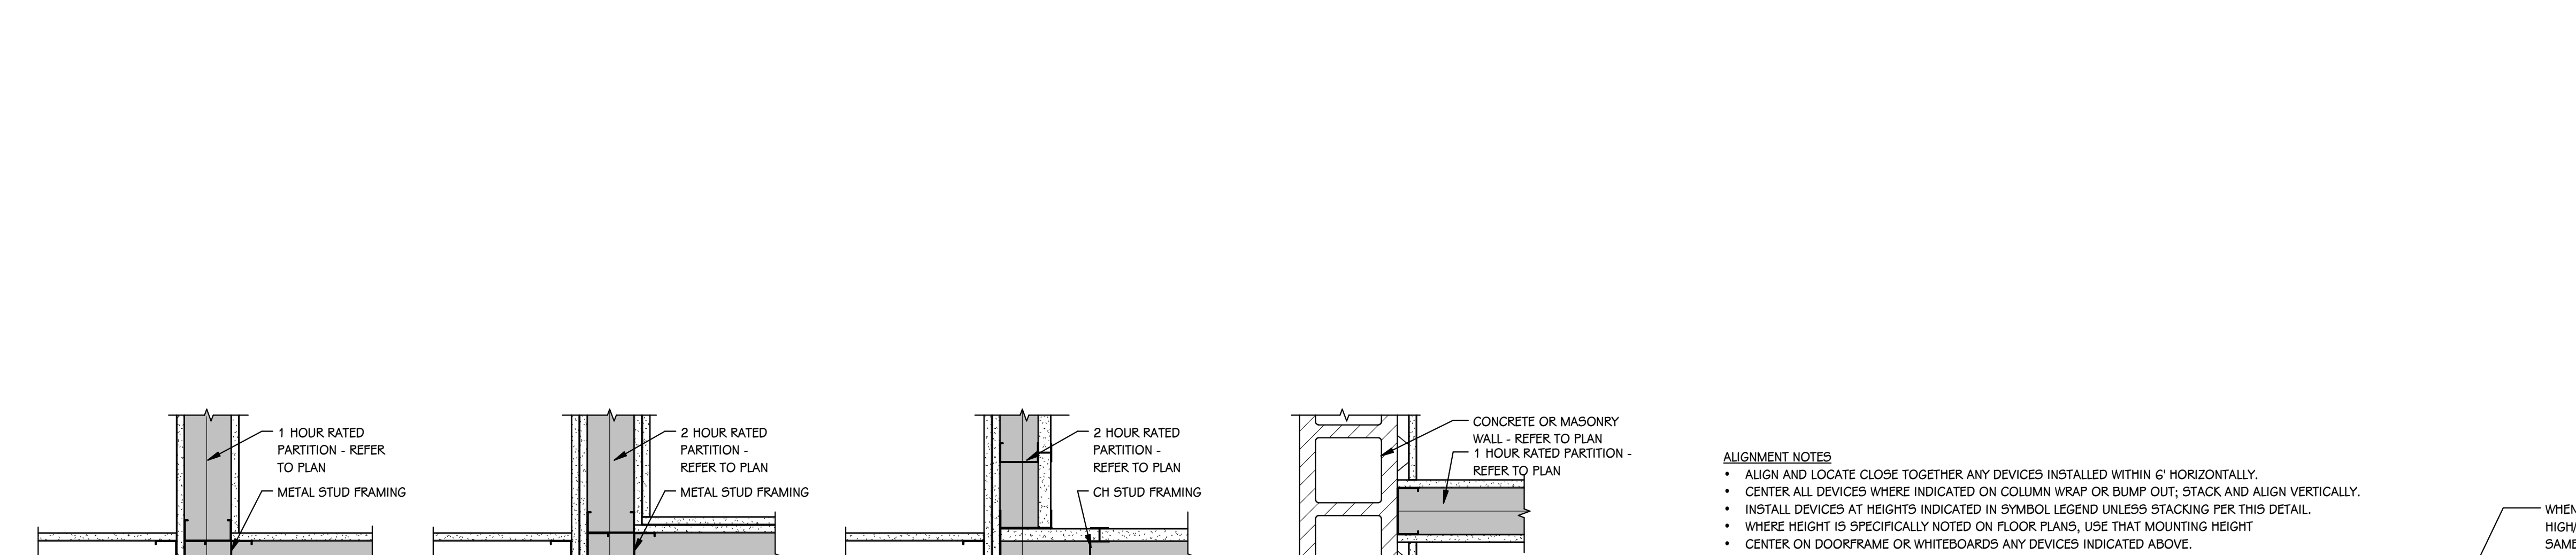 1 HOUR RATED
PARTITION - REFER
TO PLAN
METAL STUD FRAMING
2 HOUR RATED
PARTITION -
REFER TO PLAN
METAL STUD FRAMING
2 HOUR RATED
PARTITION -
REFER TO PLAN
CH STUD FRAMING
CONCRETE OR MASONRY
WALL - REFER TO PLAN
1 HOUR RATED PARTITION -
REFER TO PLAN
ALIGNMENT NOTES
• ALIGN AND LOCATE CLOSE TOGETHER ANY DEVICES INSTALLED WITHIN 6' HORIZONTALLY.
• CENTER ALL DEVICES WHERE INDICATED ON COLUMN WRAP OR BUMP OUT; STACK AND ALIGN VERTICALLY.
• INSTALL DEVICES AT HEIGHTS INDICATED IN SYMBOL LEGEND UNLESS STACKING PER THIS DETAIL.
• WHERE HEIGHT IS SPECIFICALLY NOTED ON FLOOR PLANS, USE THAT MOUNTING HEIGHT
• CENTER ON DOORFRAME OR WHITEBOARDS ANY DEVICES INDICATED ABOVE.
WHEN
HIGH/
SAME